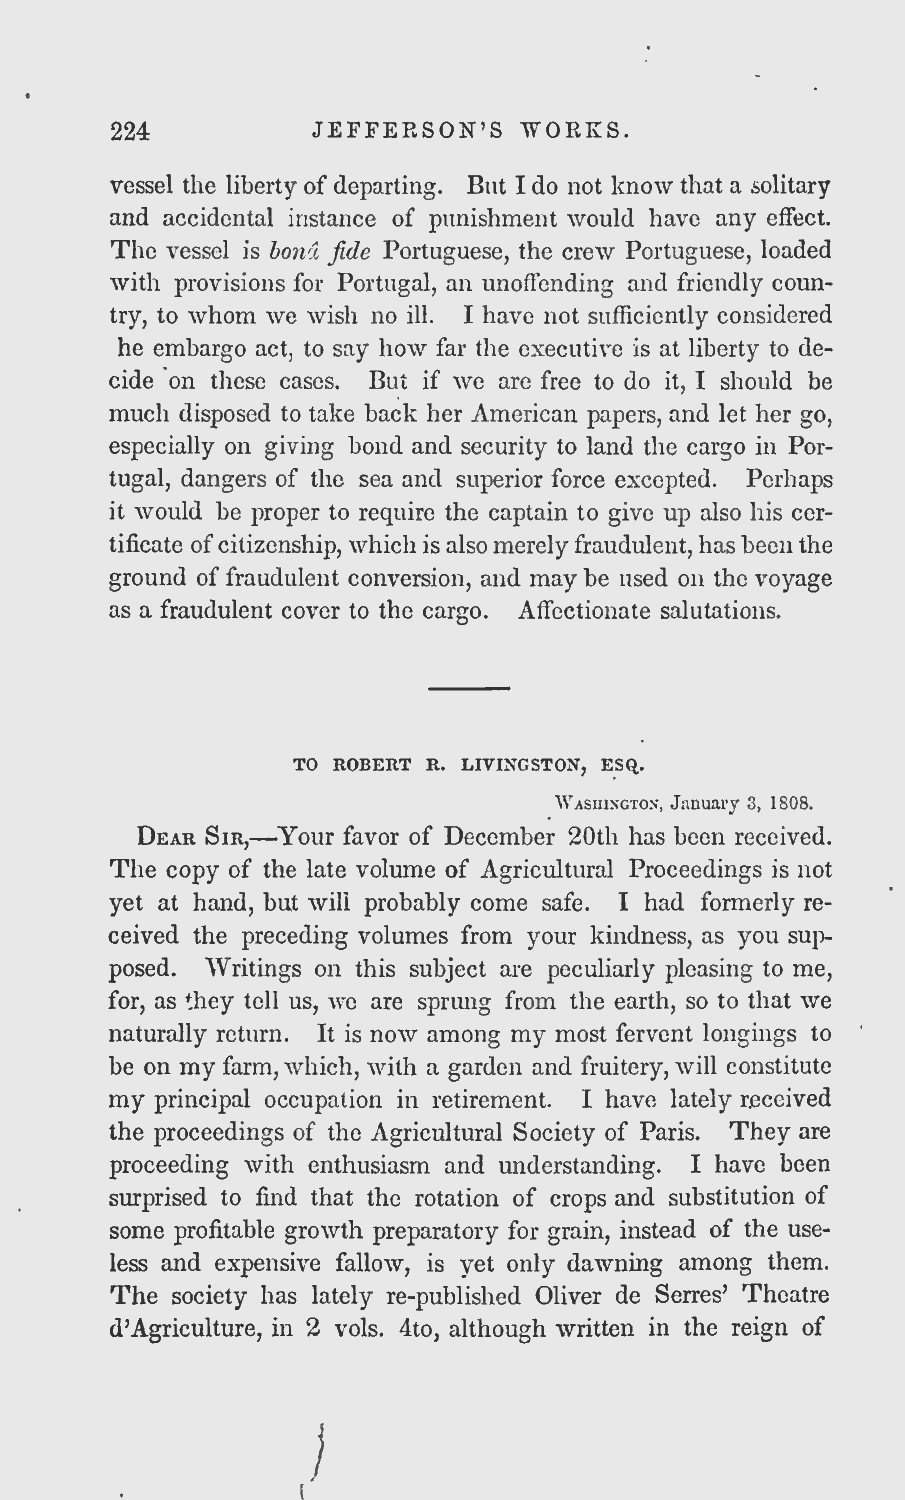 224 JEFFERSON'S WORKS.
vessel the liberty of departing. But I do not know that a solitary
and accidental instance of punishment would have any effect.
The vessel is bonâ fide Portuguese, the crew Portuguese, loaded
with provisions for Portugal, an unoffending and friendly coun-
try, to whom we wish no ill. I have not sufficiently considered
he embargo act, to say how far the executive is at liberty to de-
cide on these cases. But if we are free to do it, I should be
much disposed to take back her American papers, and let her go,
especially on giving bond and security to land the cargo in Por-
tugal, dangers of the sea and superior force excepted. Perhaps
it would be proper to require the captain to give up also his cer-
tificate of citizenship, which is also merely fraudulent, has been the
ground of fraudulent conversion, and may be used on the voyage
as a fraudulent cover to the cargo. Affectionate salutations.
TO ROBERT R. LIVINGSTON, ESQ.
WASHINGTON, January 3, 1808.
DEAR SIR,—Your favor of December 20th has been received.
The copy of the late volume of Agricultural Proceedings is not
yet at hand, but will probably come safe. I had formerly re-
ceived the preceding volumes from your kindness, as you sup-
posed. Writings on this subject are peculiarly pleasing to me,
for, as they tell us, we are sprung from the earth, so to that we
naturally return. It is now among my most fervent longings to
be on my farm, which, with a garden and fruitery, will constitute
my principal occupation in retirement. I have lately received
the proceedings of the Agricultural Society of Paris. They are
proceeding with enthusiasm and understanding. I have been
surprised to find that the rotation of crops and substitution of
some profitable growth preparatory for grain, instead of the use-
less and expensive fallow, is yet only dawning among them.
The society has lately re-published Oliver de Serres' Theatre
d'Agriculture, in 2 vols. 4to, although written in the reign of